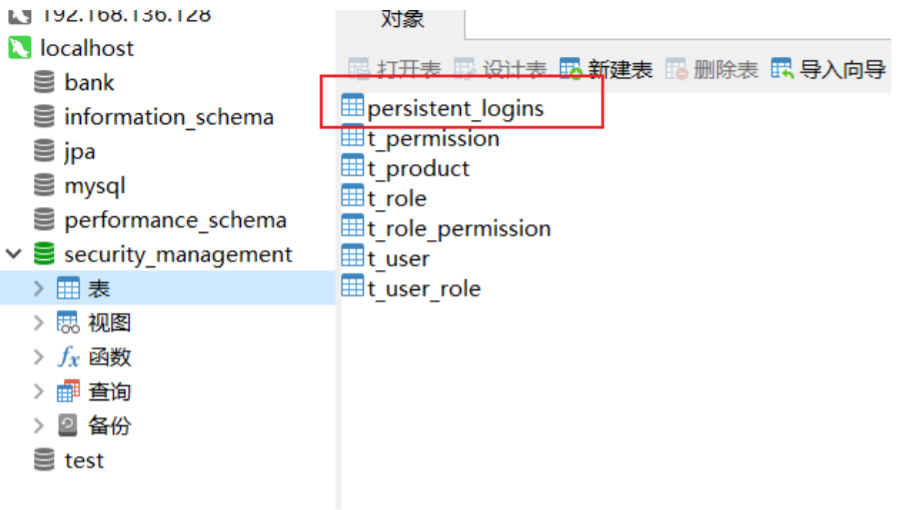 192.168.136.128
localhost
bank
information_schema
jpa
mysql
performance_schema
security_management
表
视图
fx 函数
查询
备份
test
对象
打开表 设计表 新建表 删除表 导入向导
persistent_logins
t_permission
t_product
t_role
t_role_permission
t_user
t_user_role